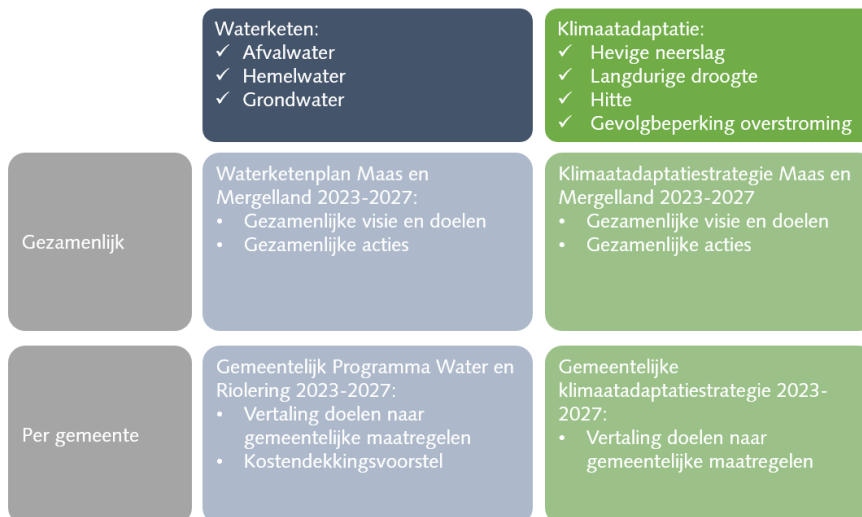 Waterketen:
✓ Afvalwater
✓ Hemelwater
✓ Grondwater
Klimaatadaptatie:
✓ Hevige neerslag
✓ Langdurige droogte
✓ Hitte
✓ Gevolgbeperking overstroming
Gezamenlijk
Waterketenplan Maas en
Mergelland 2023-2027:
• Gezamenlijke visie en doelen
• Gezamenlijke acties
Klimaatadaptatiestrategie Maas en
Mergelland 2023-2027
• Gezamenlijke visie en doelen
• Gezamenlijke acties
Per gemeente
Gemeentelijk Programma Water en
Riolering 2023-2027:
• Vertaling doelen naar
gemeentelijke maatregelen
• Kostendekkingsvoorstel
Gemeentelijke
klimaatadaptatiestrategie 2023-
2027:
• Vertaling doelen naar
gemeentelijke maatregelen